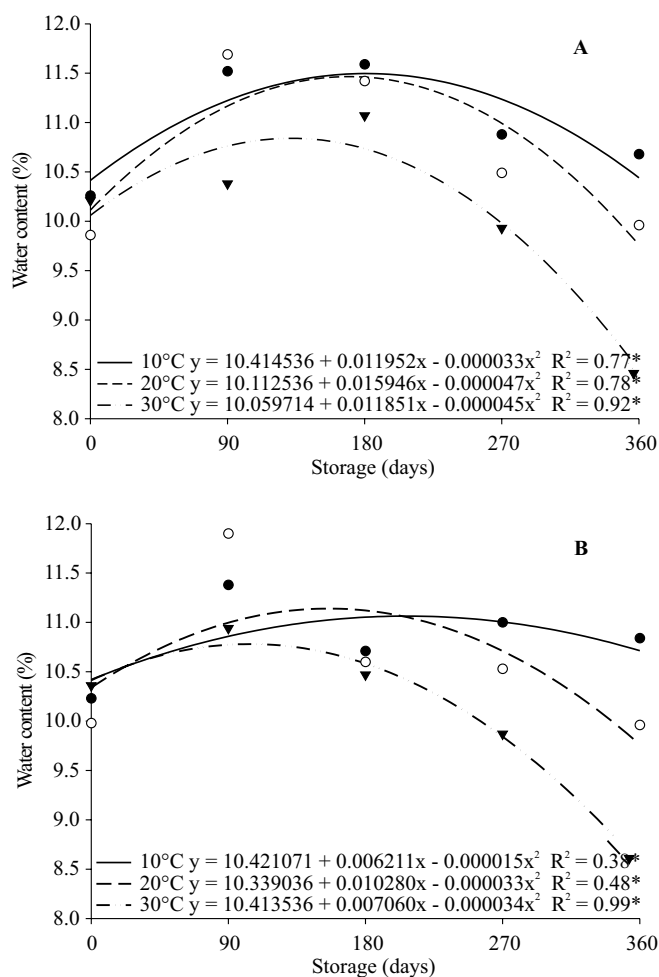 12.0
A
11.5
11.0
10.5
10.0
9.5
9.0
8.5
8.0
Water content (%)
10°C y = 10.414536 + 0.011952x - 0.000033x² R² = 0.77*
20°C y = 10.112536 + 0.015946x - 0.000047x² R² = 0.78*
30°C y = 10.059714 + 0.011851x - 0.000045x² R² = 0.92*
0 90 180 270 360
Storage (days)
12.0
B
11.5
11.0
10.5
10.0
9.5
9.0
8.5
8.0
Water content (%)
10°C y = 10.421071 + 0.006211x - 0.000015x² R² = 0.38*
20°C y = 10.339036 + 0.010280x - 0.000033x² R² = 0.48*
30°C y = 10.413536 + 0.007060x - 0.000034x² R² = 0.99*
0 90 180 270 360
Storage (days)